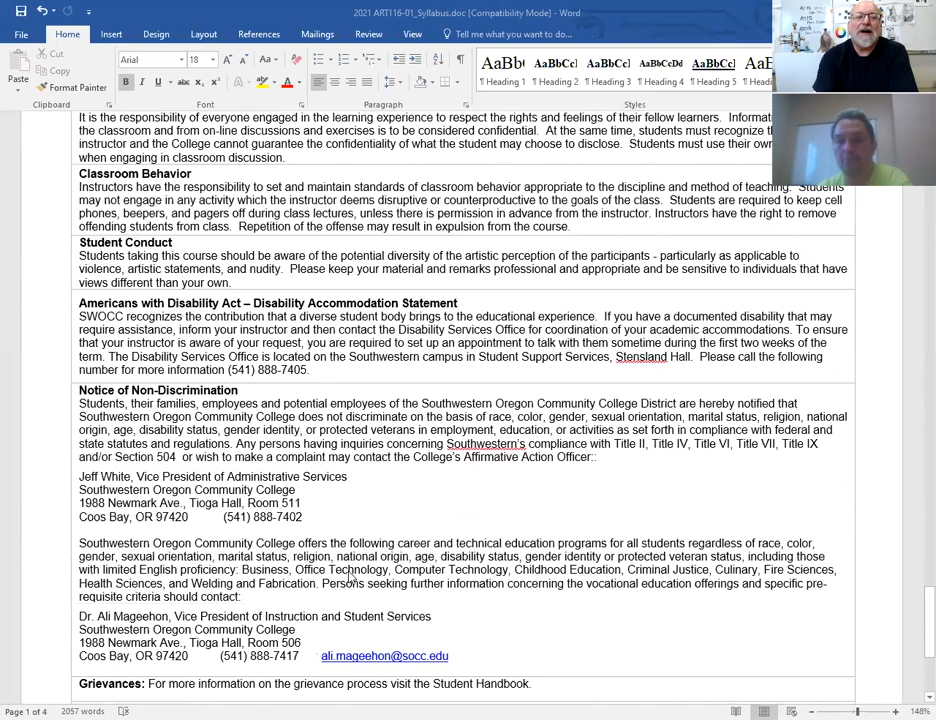 2021 ART116-01_Syllabus.doc [Compatibility Mode] - Word
File Home Insert Design Layout References Mailings Review View Tell me what you want to do...
Paste
Cut
Copy
Format Painter
Arial 18
AaBb( AaBbCc] AaBbCc] AaBbCcDd AaBbCc] AaBl
¶ Heading 1 ¶ Heading 2 ¶ Heading 3 ¶ Heading 4 ¶ Heading 5 ¶
Clipboard Font Paragraph Styles
It is the responsibility of everyone engaged in the learning experience to respect the rights and feelings of their fellow learners.
the classroom and from on-line discussions and exercises is to be considered confidential. At the same time, students must recognize
instructor and the College cannot guarantee the confidentiality of what the student may choose to disclose. Students must use their own
when engaging in classroom discussion.
Classroom Behavior
Instructors have the responsibility to set and maintain standards of classroom behavior appropriate to the discipline and method of teaching. Students
may not engage in any activity which the instructor deems disruptive or counterproductive to the goals of the class. Students are required to keep cell
phones, beepers, and pagers off during class lectures, unless there is permission in advance from the instructor. Instructors have the right to remove
offending students from class. Repetition of the offense may result in expulsion from the course.
Student Conduct
Students taking this course should be aware of the potential diversity of the artistic perception of the participants - particularly as applicable to
violence, artistic statements, and nudity. Please keep your material and remarks professional and appropriate and be sensitive to individuals that have
views different than your own.
Americans with Disability Act – Disability Accommodation Statement
SWOCC recognizes the contribution that a diverse student body brings to the educational experience. If you have a documented disability that may
require assistance, inform your instructor and then contact the Disability Services Office for coordination of your academic accommodations. To ensure
that your instructor is aware of your request, you are required to set up an appointment to talk with them sometime during the first two weeks of the
term. The Disability Services Office is located on the Southwestern campus in Student Support Services, Stensland Hall. Please call the following
number for more information (541) 888-7405.
Notice of Non-Discrimination
Students, their families, employees and potential employees of the Southwestern Oregon Community College District are hereby notified that
Southwestern Oregon Community College does not discriminate on the basis of race, color, gender, sexual orientation, marital status, religion, national
origin, age, disability status, gender identity, or protected veterans in employment, education, or activities as set forth in compliance with federal and
state statutes and regulations. Any persons having inquiries concerning Southwestern's compliance with Title II, Title IV, Title VI, Title VII, Title IX
and/or Section 504 or wish to make a complaint may contact the College's Affirmative Action Officer::
Jeff White, Vice President of Administrative Services
Southwestern Oregon Community College
1988 Newmark Ave., Tioga Hall, Room 511
Coos Bay, OR 97420 (541) 888-7402
Southwestern Oregon Community College offers the following career and technical education programs for all students regardless of race, color,
gender, sexual orientation, marital status, religion, national origin, age, disability status, gender identity or protected veteran status, including those
with limited English proficiency: Business, Office Technology, Computer Technology, Childhood Education, Criminal Justice, Culinary, Fire Sciences,
Health Sciences, and Welding and Fabrication. Persons seeking further information concerning the vocational education offerings and specific pre-
requisite criteria should contact:
Dr. Ali Mageehon, Vice President of Instruction and Student Services
Southwestern Oregon Community College
1988 Newmark Ave., Tioga Hall, Room 506
Coos Bay, OR 97420 (541) 888-7417 ali.mageehon@socc.edu
Grievances: For more information on the grievance process visit the Student Handbook.
Page 1 of 4 2057 words 148%